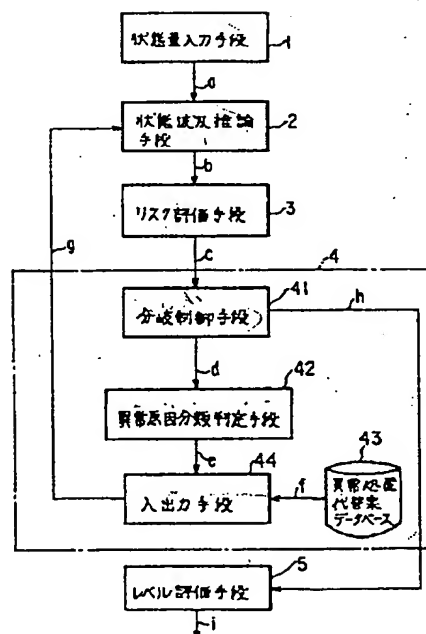 状態量入力手段
1
a
状態波及推論
手段
2
b
g
リスク評価手段
3
c
4
41
分岐制御手段
h
d
42
異常原因分類判定手段
43
e
44
入出力手段
f
異常処置
代替案
データベース
5
レベル評価手段
i